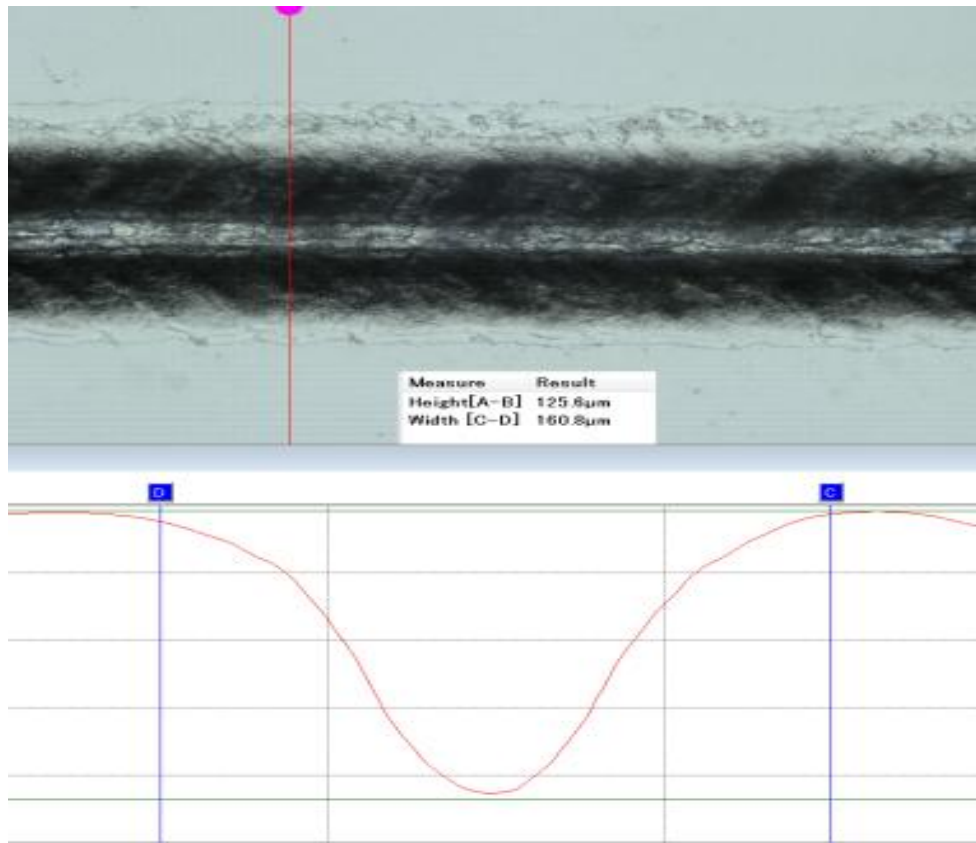 Measure Result
Height[A-B] 125.6μm
Width [C-D] 160.8μm
D C